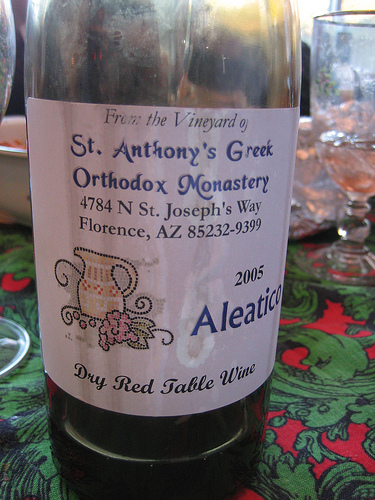 From the Vineyard of
St. Anthony's Greek
Orthodox Monastery
4784 N St. Joseph's Way
Florence, AZ 85232-9399
2005
Aleatico
Dry Red Table Wine